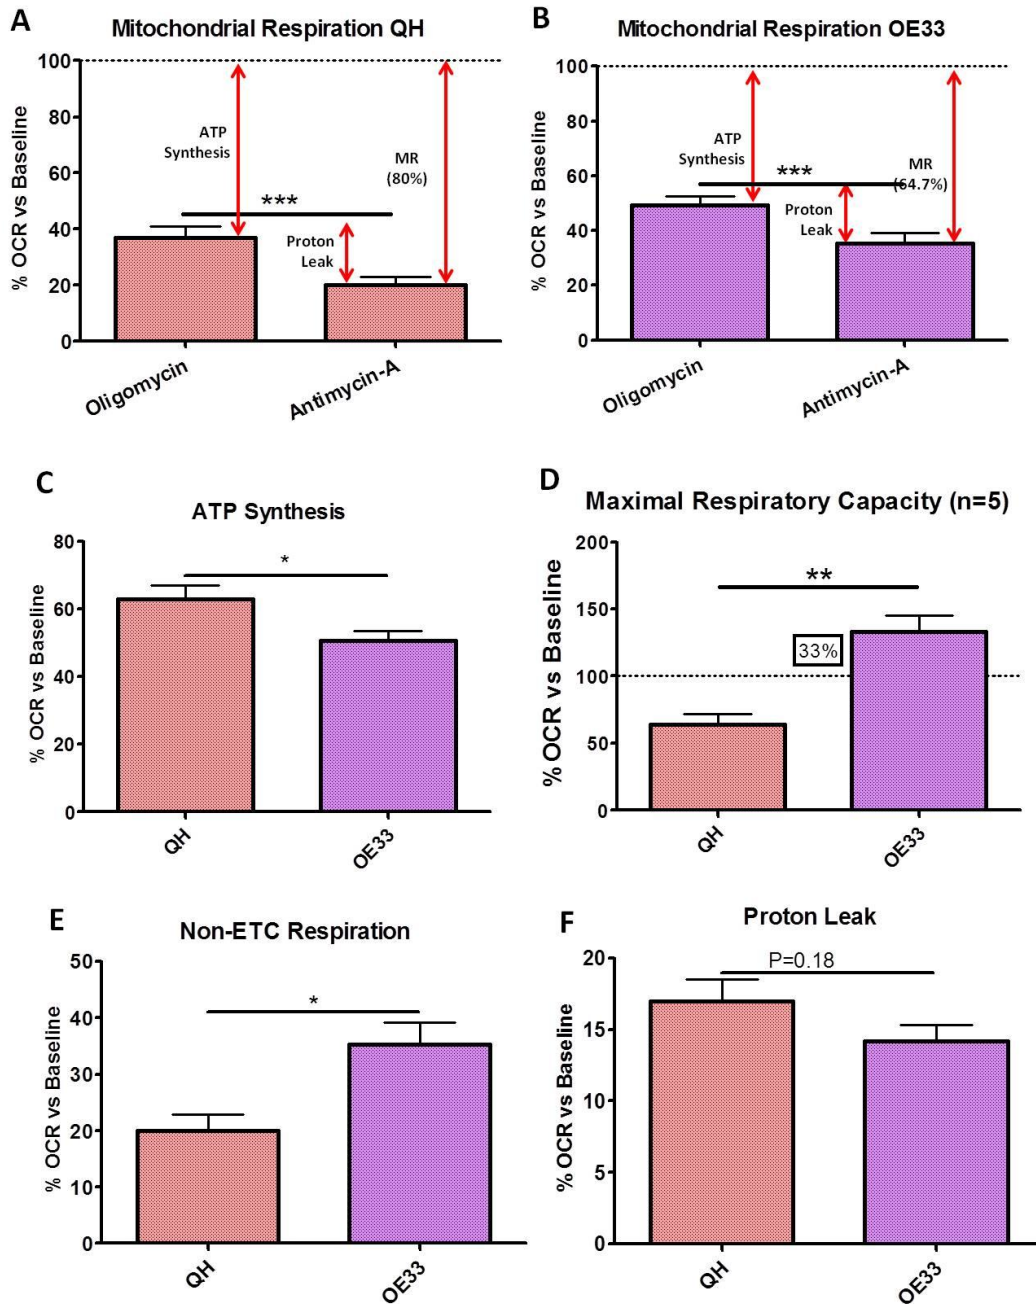 A
Mitochondrial Respiration QH
% OCR vs Baseline
100
80
60
40
20
0
ATP
Synthesis
***
MR
(80%)
Proton
Leak
Oligomycin
Antimycin-A
B
Mitochondrial Respiration OE33
% OCR vs Baseline
100
80
60
40
20
0
ATP
Synthesis
***
MR
(64.7%)
Proton
Leak
Oligomycin
Antimycin-A
C
ATP Synthesis
% OCR vs Baseline
80
60
40
20
0
*
QH
OE33
D
Maximal Respiratory Capacity (n=5)
% OCR vs Baseline
200
150
100
50
0
**
33%
QH
OE33
E
Non-ETC Respiration
% OCR vs Baseline
50
40
30
20
10
0
*
QH
OE33
F
Proton Leak
% OCR vs Baseline
20
15
10
5
0
P=0.18
QH
OE33